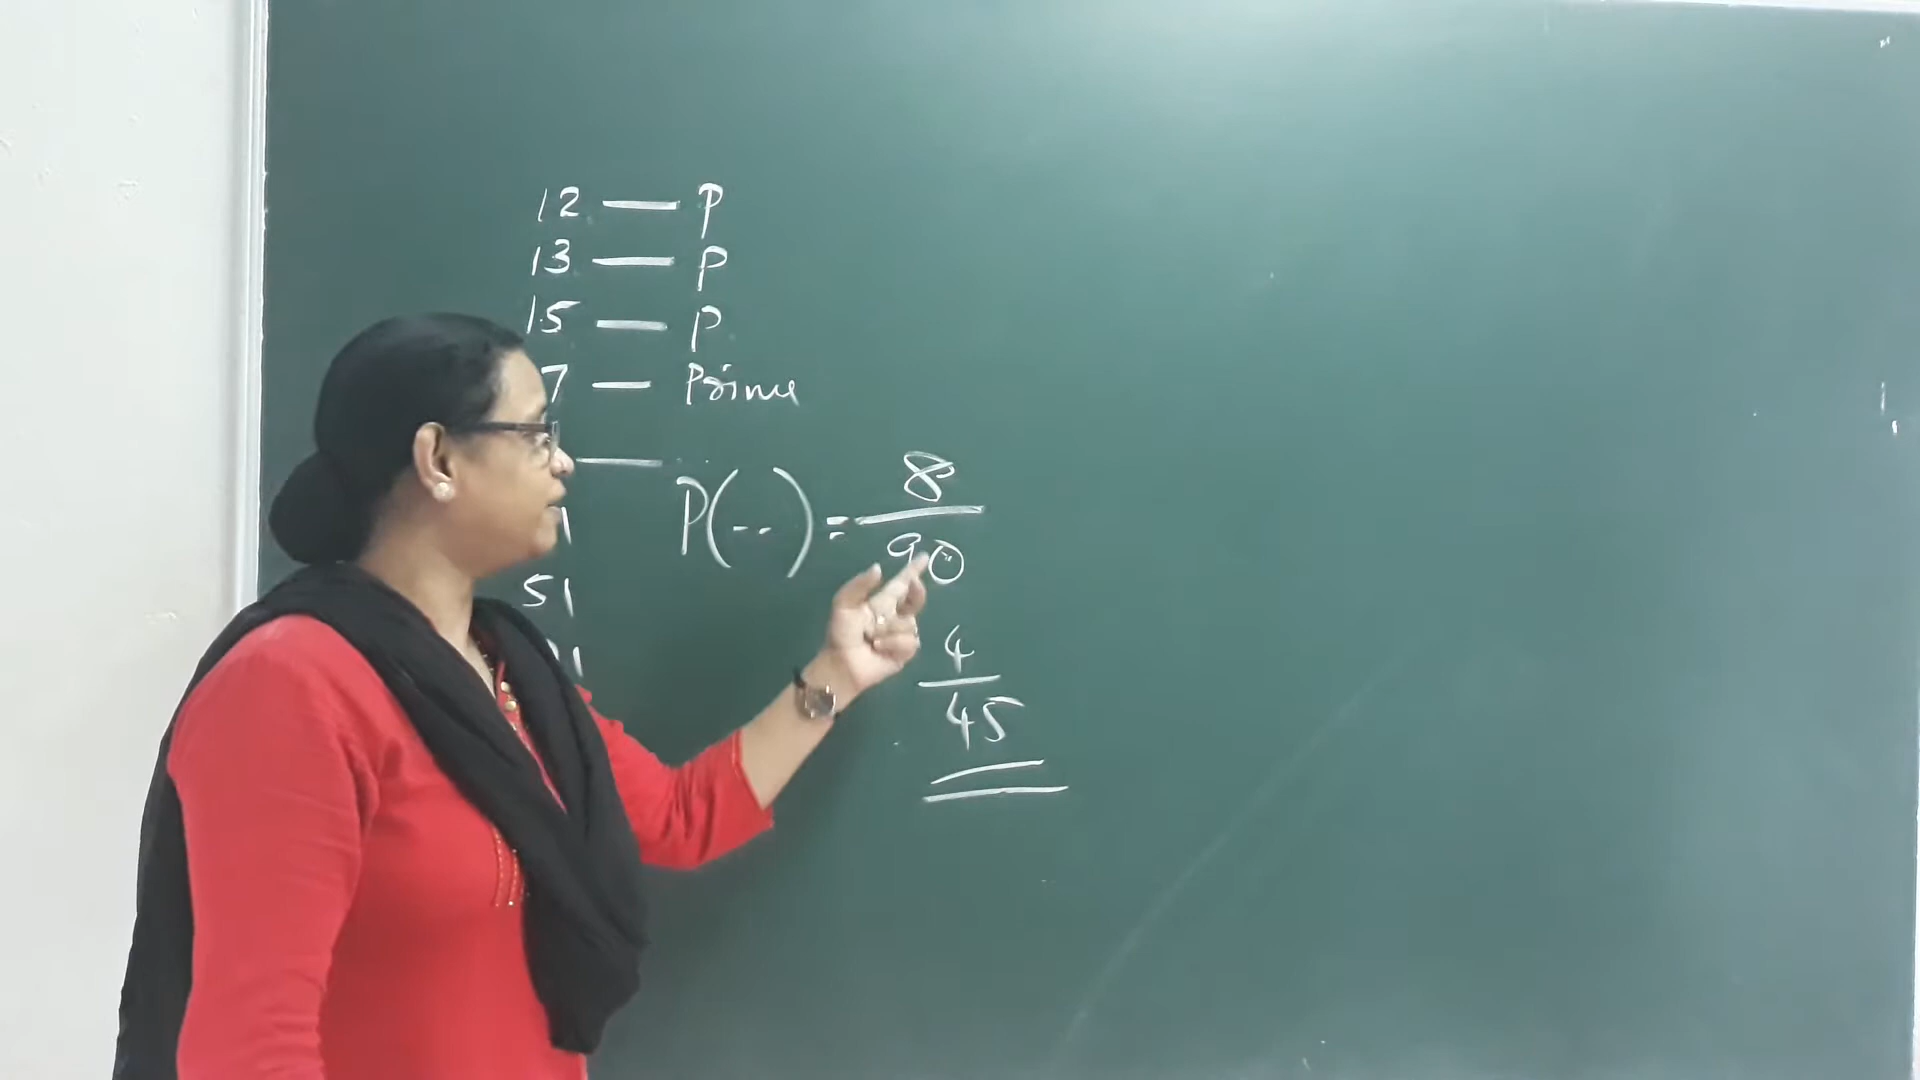 12 — P
13 — P
15 — P
7 — Prime
P(--) = 8/90
51
4/45